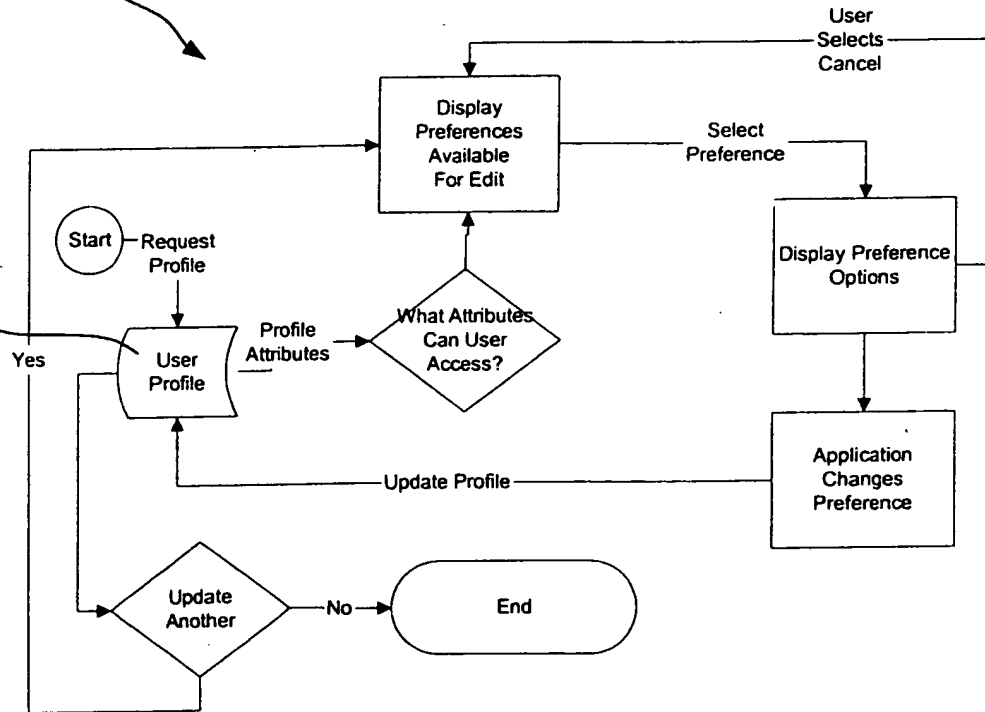 User
Selects
Cancel
Display
Preferences
Available
For Edit
Select
Preference
Start
Request
Profile
Display Preference
Options
What Attributes
Can User
Access?
Profile
Attributes
Yes
User
Profile
Application
Changes
Preference
Update Profile
Update
Another
No
End